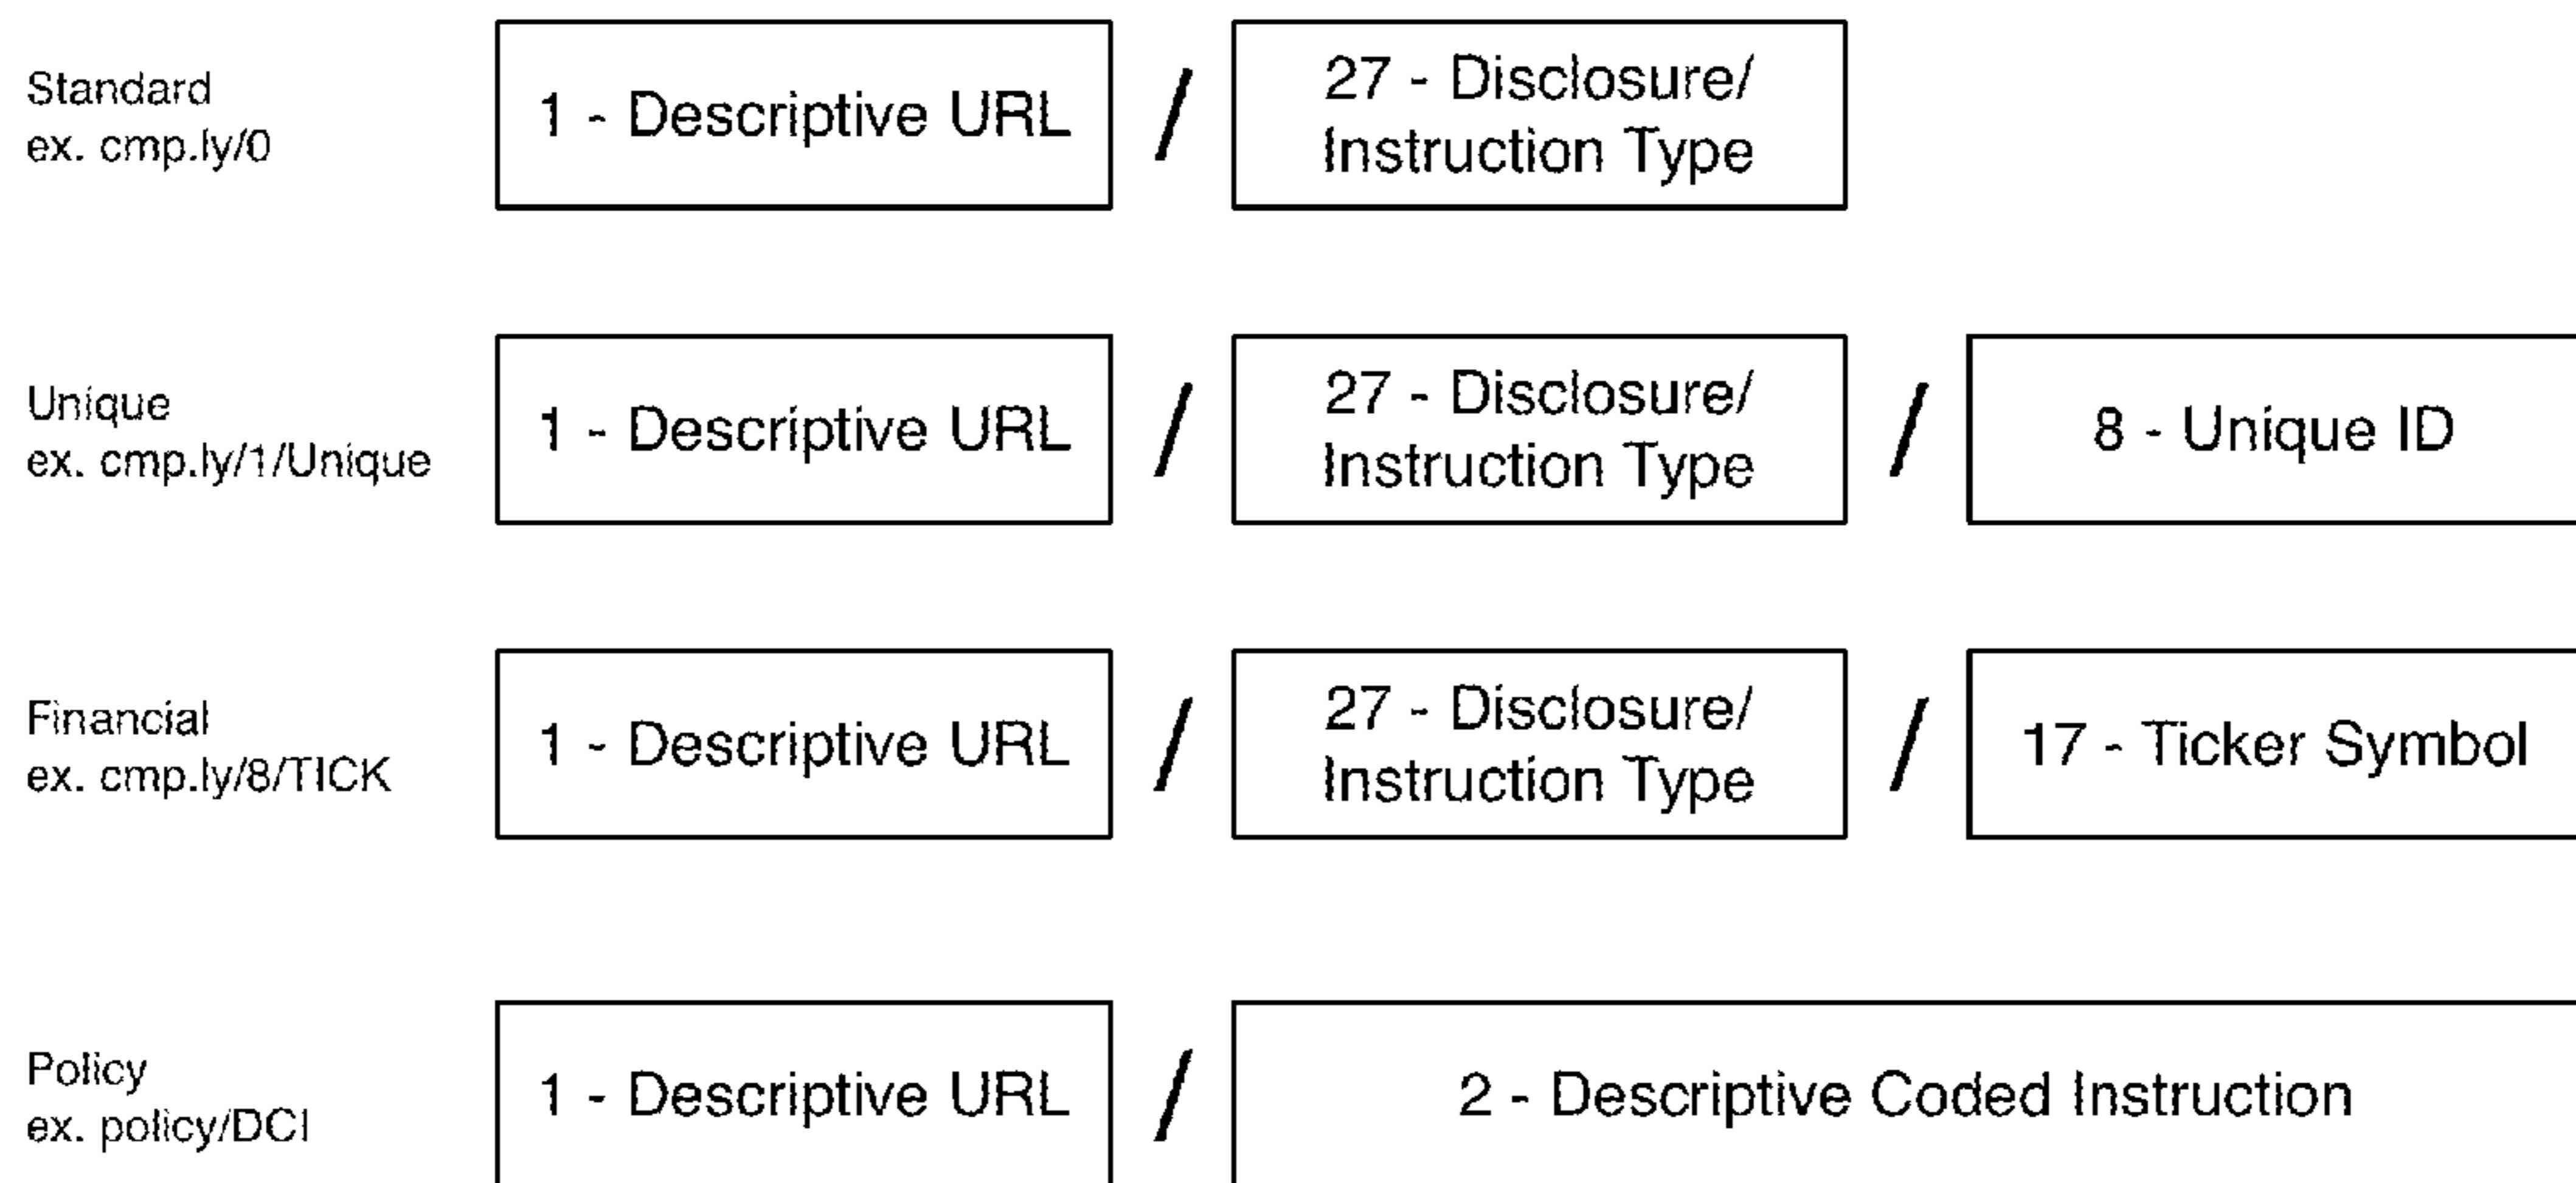 Standard
ex. cmp.ly/0
1 - Descriptive URL
/
27 - Disclosure/
Instruction Type
Unique
ex. cmp.ly/1/Unique
1 - Descriptive URL
/
27 - Disclosure/
Instruction Type
/
8 - Unique ID
Financial
ex. cmp.ly/8/TICK
1 - Descriptive URL
/
27 - Disclosure/
Instruction Type
/
17 - Ticker Symbol
Policy
ex. policy/DCI
1 - Descriptive URL
/
2 - Descriptive Coded Instruction